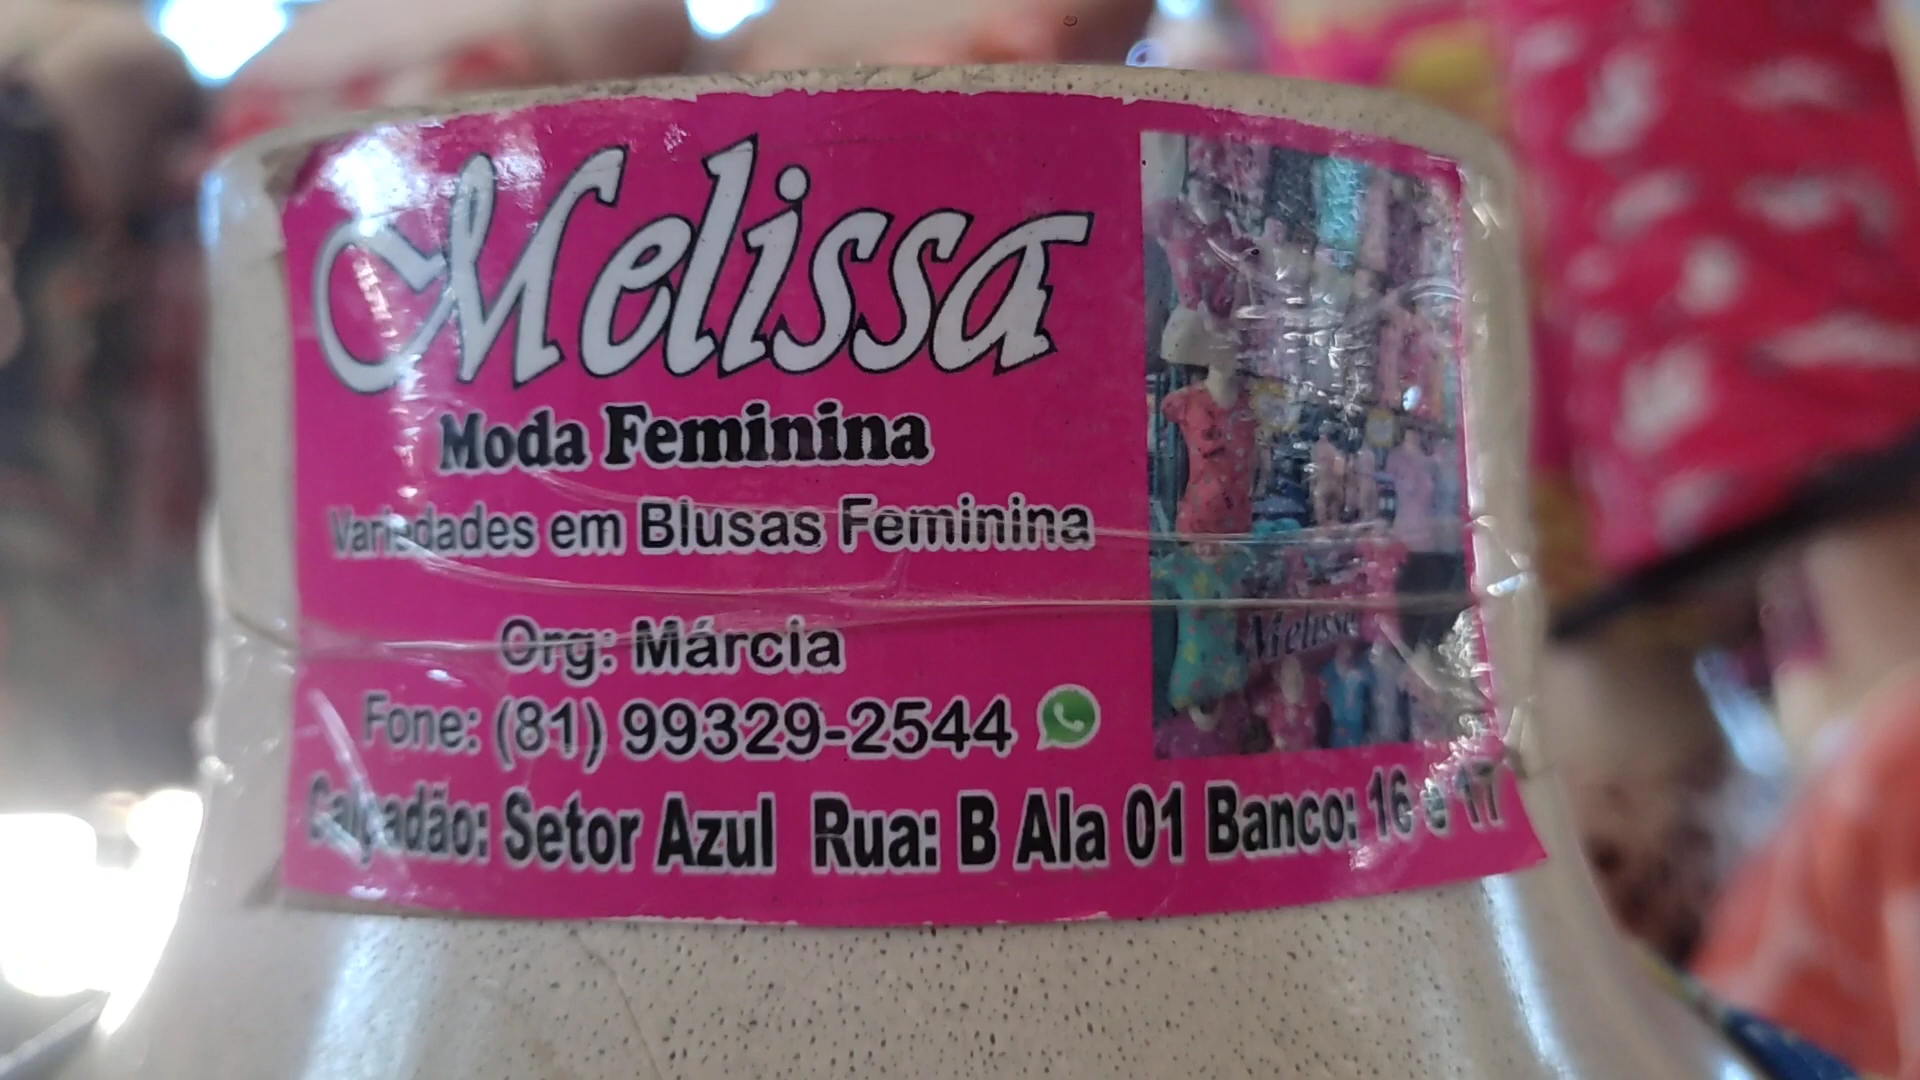 Melissa
Moda Feminina
Variedades em Blusas Feminina
Org: Márcia
Fone: (81) 99329-2544
Calçadão: Setor Azul Rua: B Ala 01 Banco: 16 e 17
Melissa